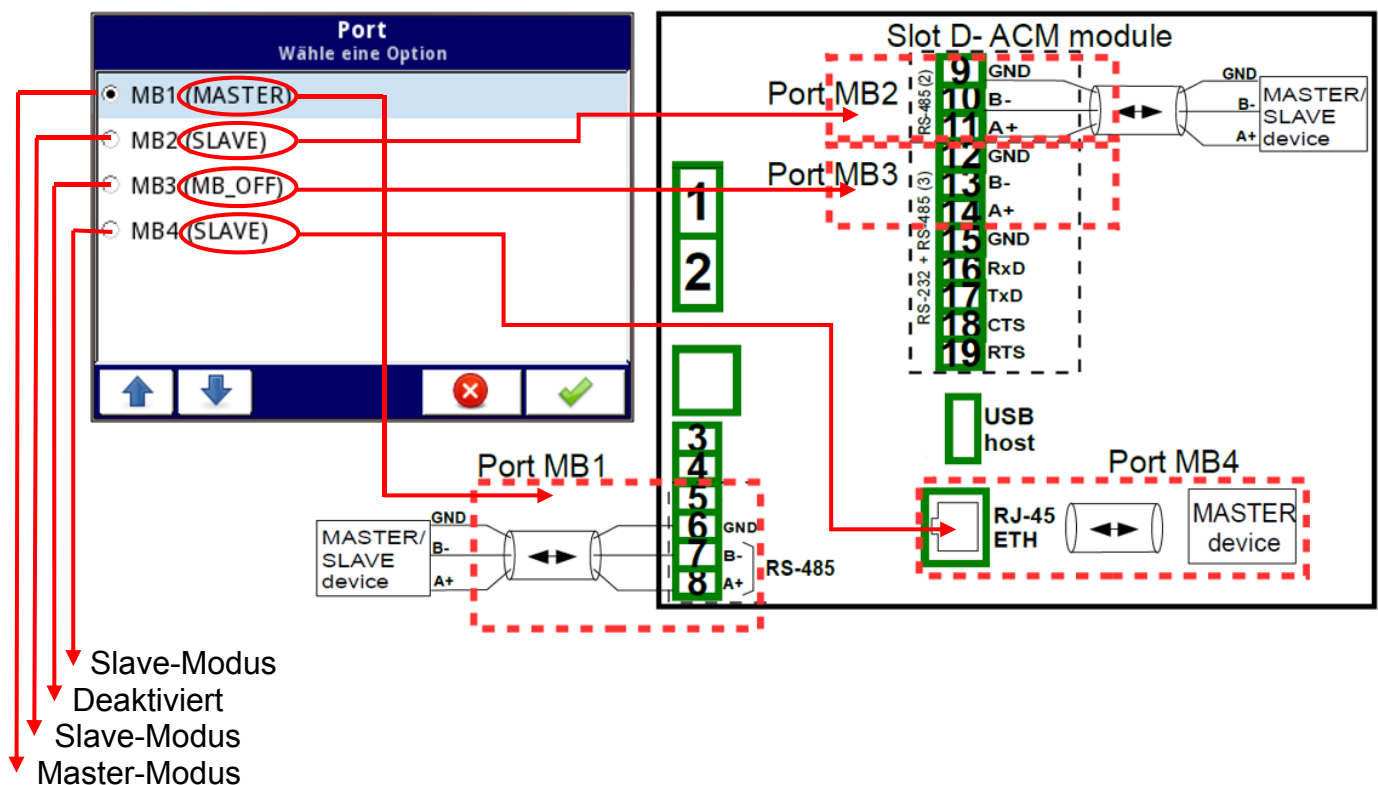 Port
Wähle eine Option
MB1 (MASTER)
MB2 (SLAVE)
MB3 (MB_OFF)
MB4 (SLAVE)
Slave-Modus
Deaktiviert
Slave-Modus
Master-Modus
Slot D- ACM module
Port MB2
RS-485 (2)
9 GND
10 B-
11 A+
GND
B-
A+
MASTER/
SLAVE
device
Port MB3
RS-232 + RS-485 (3)
12 GND
13 B-
14 A+
15 GND
16 RxD
17 TxD
18 CTS
19 RTS
1
2
3
4
5
6 GND
7 B-
8 A+
RS-485
Port MB1
GND
B-
A+
MASTER/
SLAVE
device
USB
host
Port MB4
RJ-45
ETH
MASTER
device